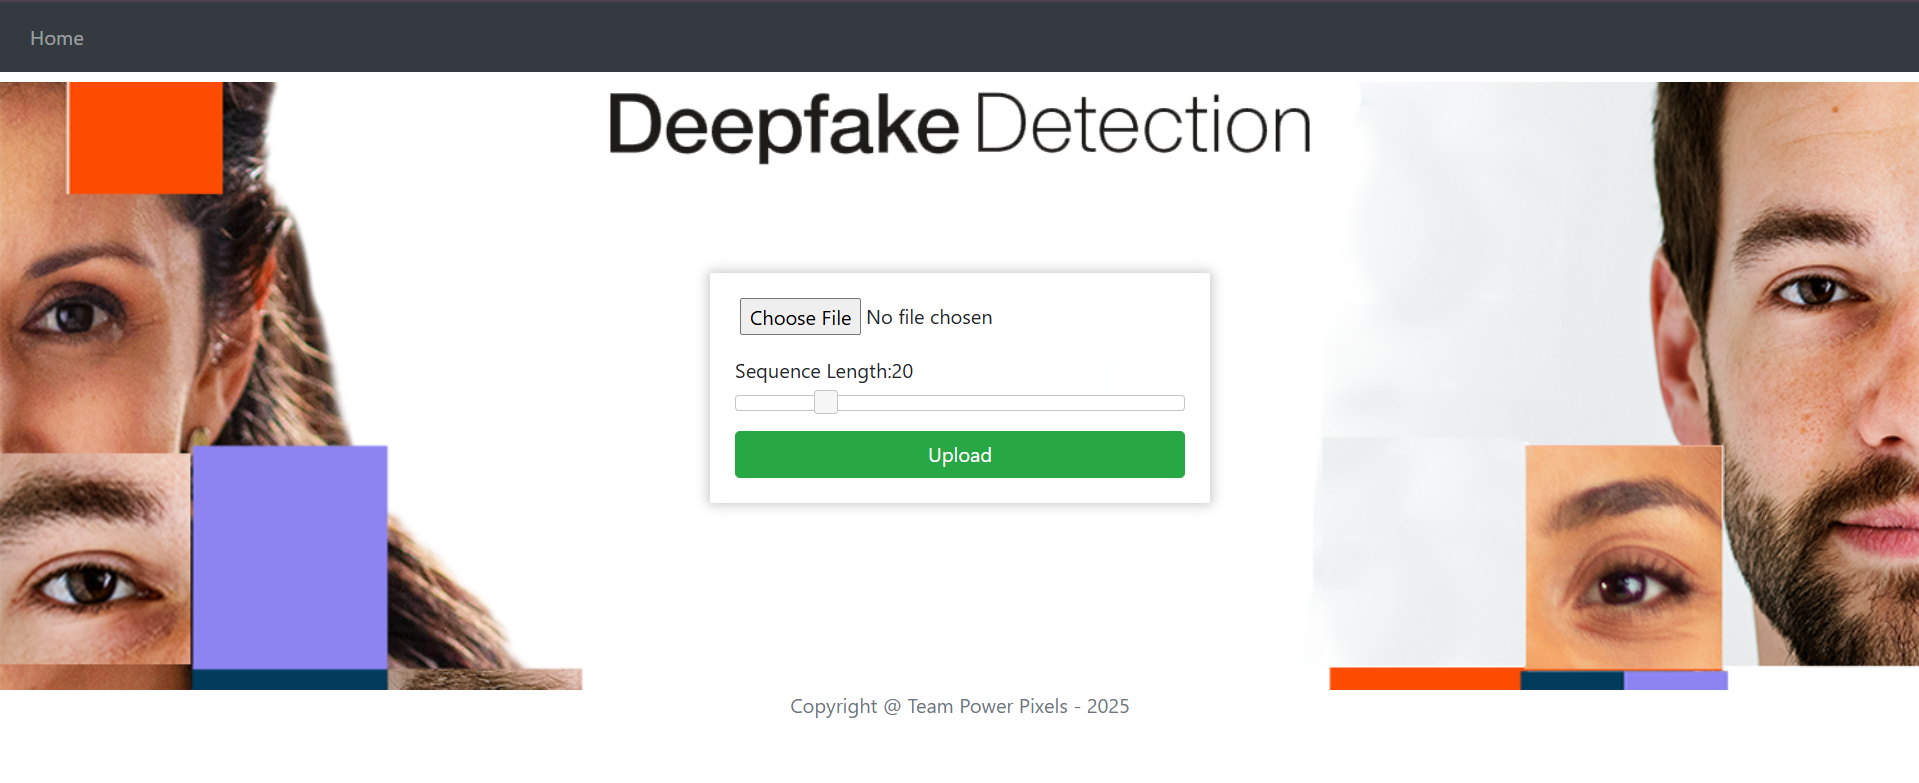 Home
Deepfake Detection
Choose File No file chosen
Sequence Length:20
Upload
Copyright @ Team Power Pixels - 2025